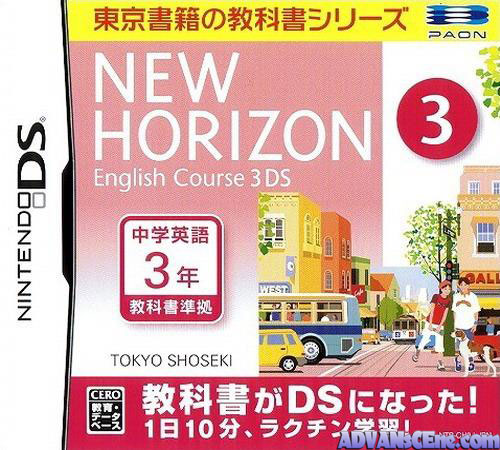 東京書籍の教科書シリーズ
PAON
NEW
HORIZON
3
English Course 3DS
NINTENDO DS
中学英語
3年
教科書準拠
WEST
GALL
TOKYO SHOSEKI
CERO
教育・
データ
ベース
教科書がDSになった!
1日10分、ラクチン学習!
ADVANSCENE.com